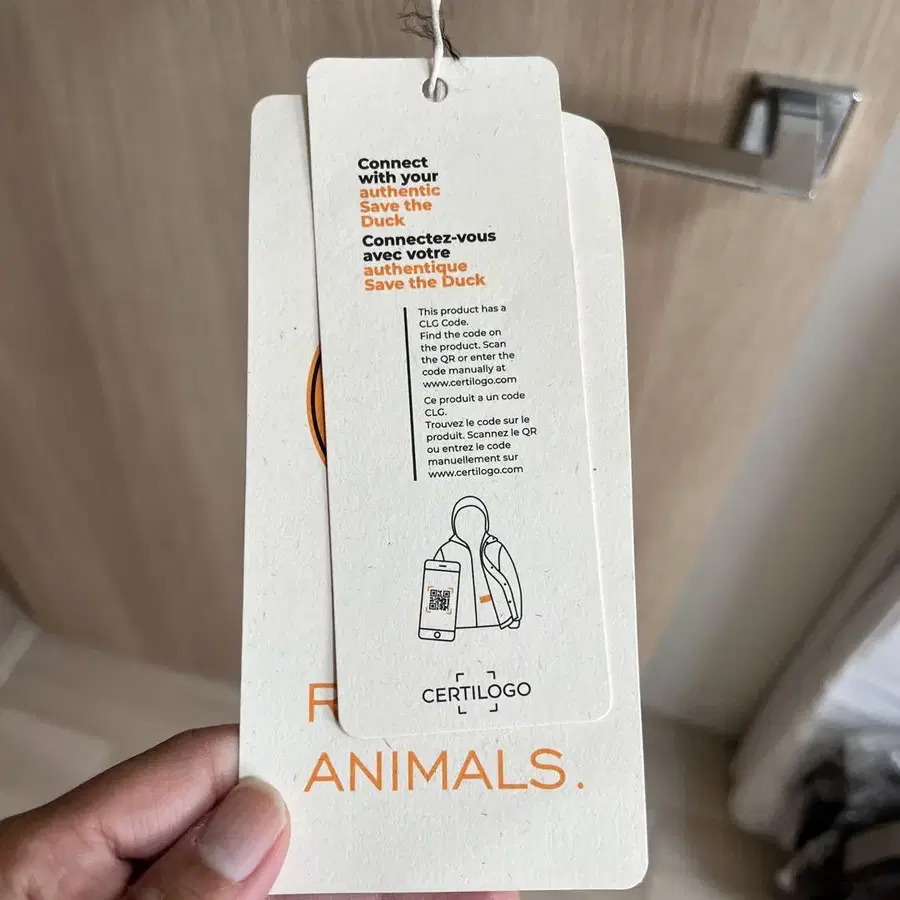 Connect
with your
authentic
Save the
Duck
Connectez-vous
avec votre
authentique
Save the Duck
This product has a
CLG Code.
Find the code on
the product. Scan
the QR or enter the
code manually at
www.certilogo.com
Ce produit a un code
CLG.
Trouvez le code sur le
produit. Scannez le QR
ou entrez le code
manuellement sur
www.certilogo.com
CERTILOGO
ANIMALS.